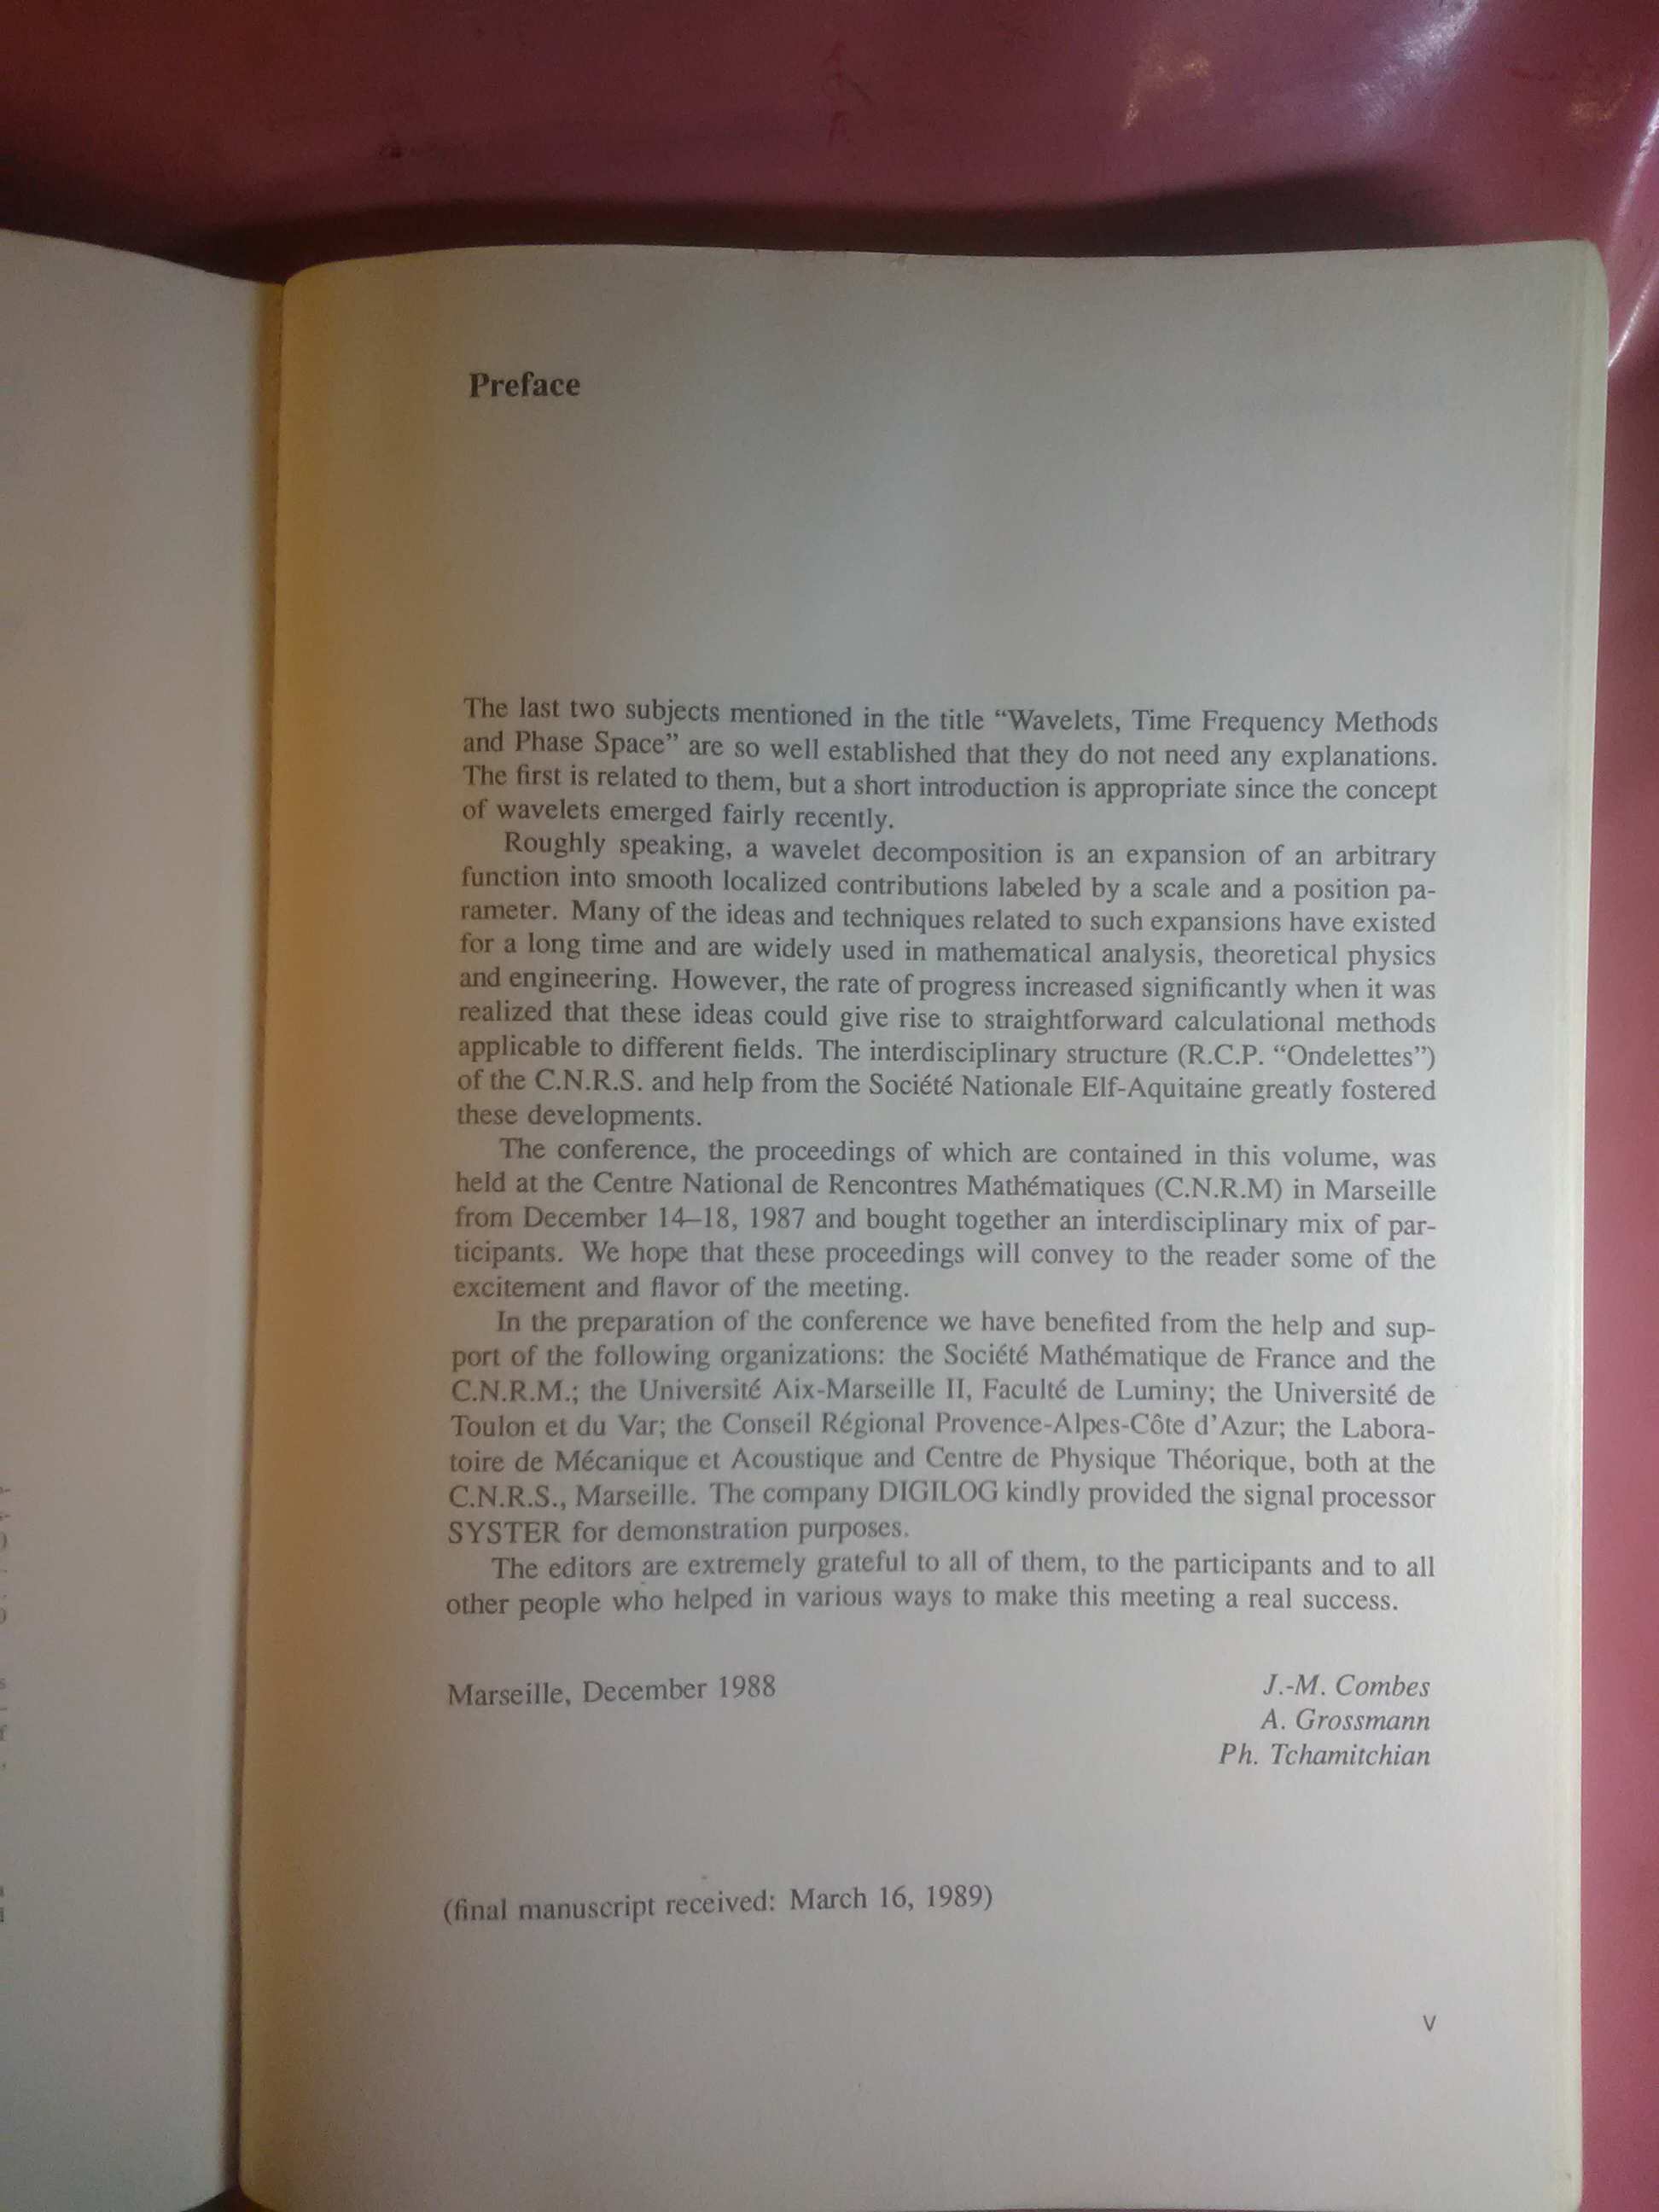 Preface
The last two subjects mentioned in the title “Wavelets, Time Frequency Methods
and Phase Space” are so well established that they do not need any explanations.
The first is related to them, but a short introduction is appropriate since the concept
of wavelets emerged fairly recently.
Roughly speaking, a wavelet decomposition is an expansion of an arbitrary
function into smooth localized contributions labeled by a scale and a position pa-
rameter. Many of the ideas and techniques related to such expansions have existed
for a long time and are widely used in mathematical analysis, theoretical physics
and engineering. However, the rate of progress increased significantly when it was
realized that these ideas could give rise to straightforward calculational methods
applicable to different fields. The interdisciplinary structure (R.C.P. “Ondelettes”)
of the C.N.R.S. and help from the Société Nationale Elf-Aquitaine greatly fostered
these developments.
The conference, the proceedings of which are contained in this volume, was
held at the Centre National de Rencontres Mathématiques (C.N.R.M) in Marseille
from December 14–18, 1987 and bought together an interdisciplinary mix of par-
ticipants. We hope that these proceedings will convey to the reader some of the
excitement and flavor of the meeting.
In the preparation of the conference we have benefited from the help and sup-
port of the following organizations: the Société Mathématique de France and the
C.N.R.M.; the Université Aix-Marseille II, Faculté de Luminy; the Université de
Toulon et du Var; the Conseil Régional Provence-Alpes-Côte d’Azur; the Labora-
toire de Mécanique et Acoustique and Centre de Physique Théorique, both at the
C.N.R.S., Marseille. The company DIGILOG kindly provided the signal processor
SYSTER for demonstration purposes.
The editors are extremely grateful to all of them, to the participants and to all
other people who helped in various ways to make this meeting a real success.
Marseille, December 1988
J.-M. Combes
A. Grossmann
Ph. Tchamitchian
(final manuscript received: March 16, 1989)
V